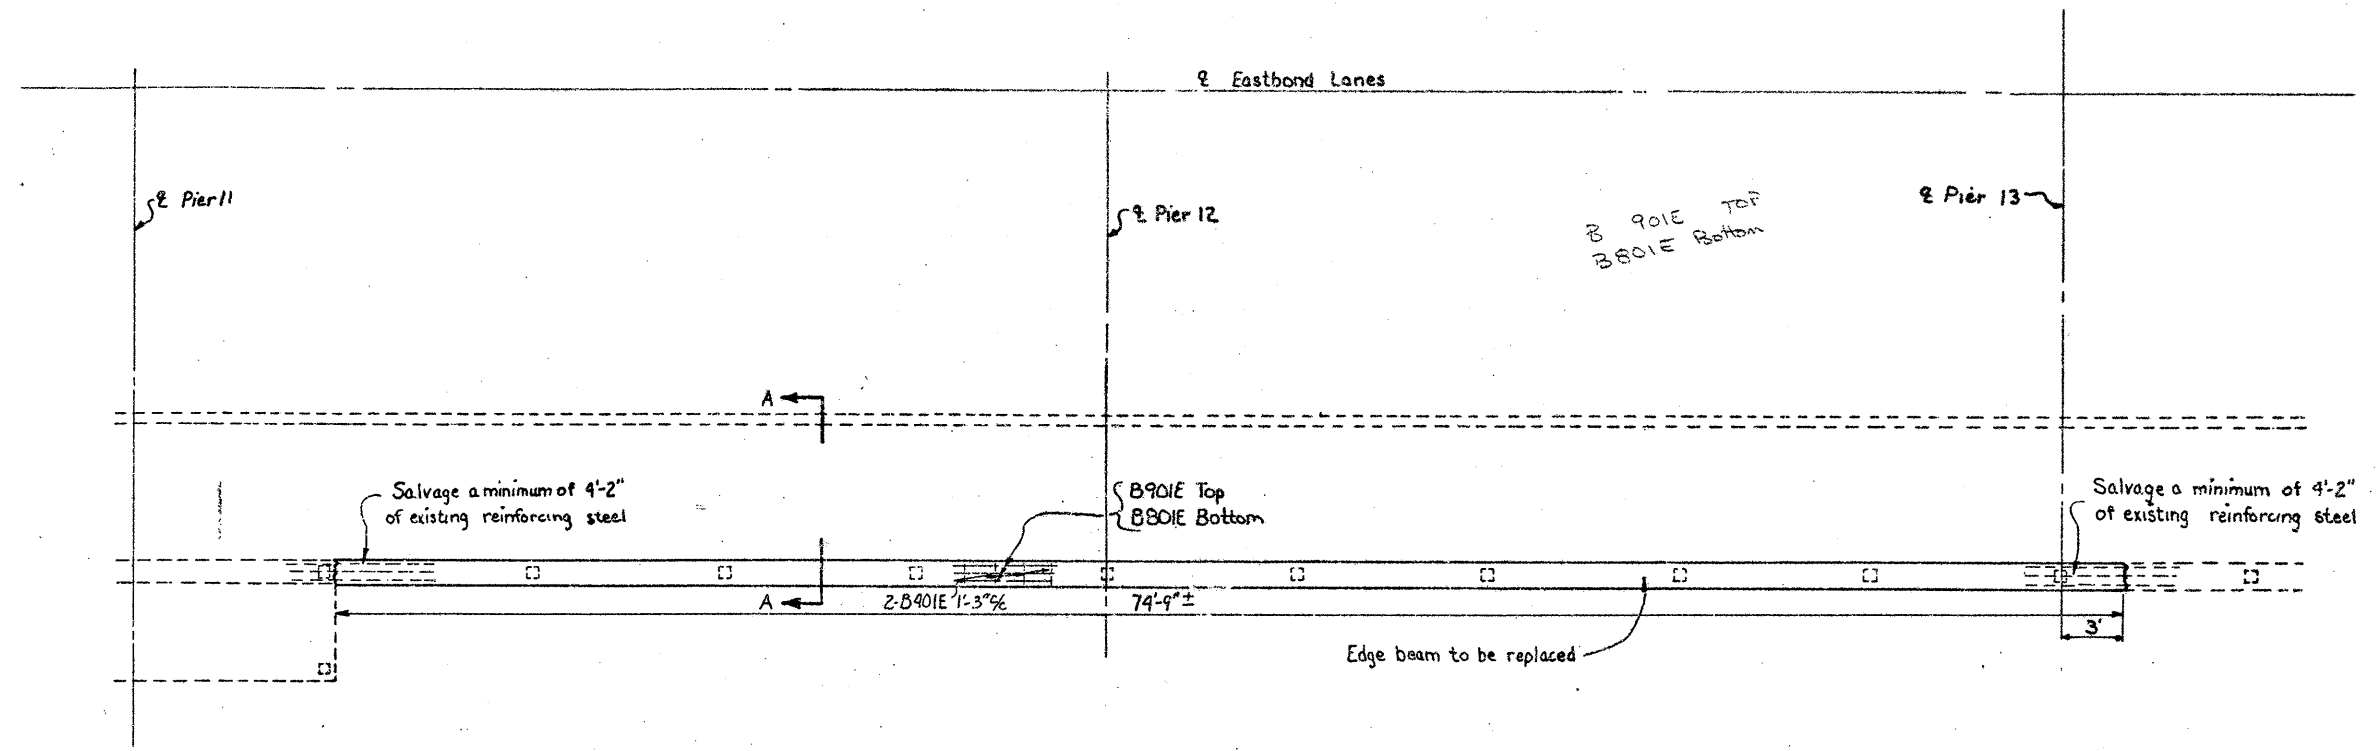 ℄ Eastbond Lanes
℄ Pier 11
℄ Pier 12
B 901E TOP
B801E Bottom
℄ Pier 13
A
Salvage a minimum of 4'-2"
of existing reinforcing steel
B901E Top
B801E Bottom
Salvage a minimum of 4'-2"
of existing reinforcing steel
A
2-B401E 1'-3" c/c
74'-9" ±
3'
Edge beam to be replaced